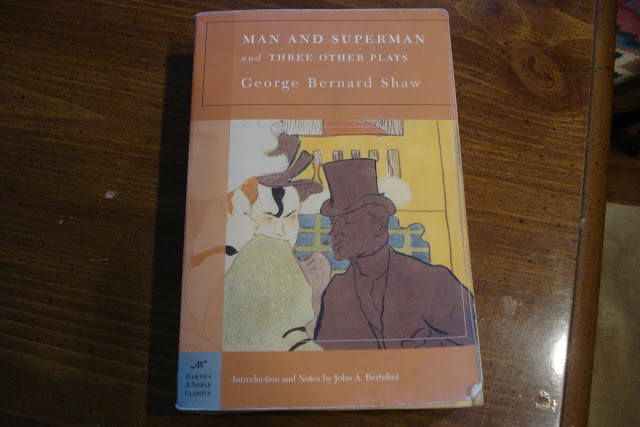 MAN AND SUPERMAN
and THREE OTHER PLAYS
George Bernard Shaw
BARNES
& NOBLE
CLASSICS
Introduction and Notes by John A. Bertolini